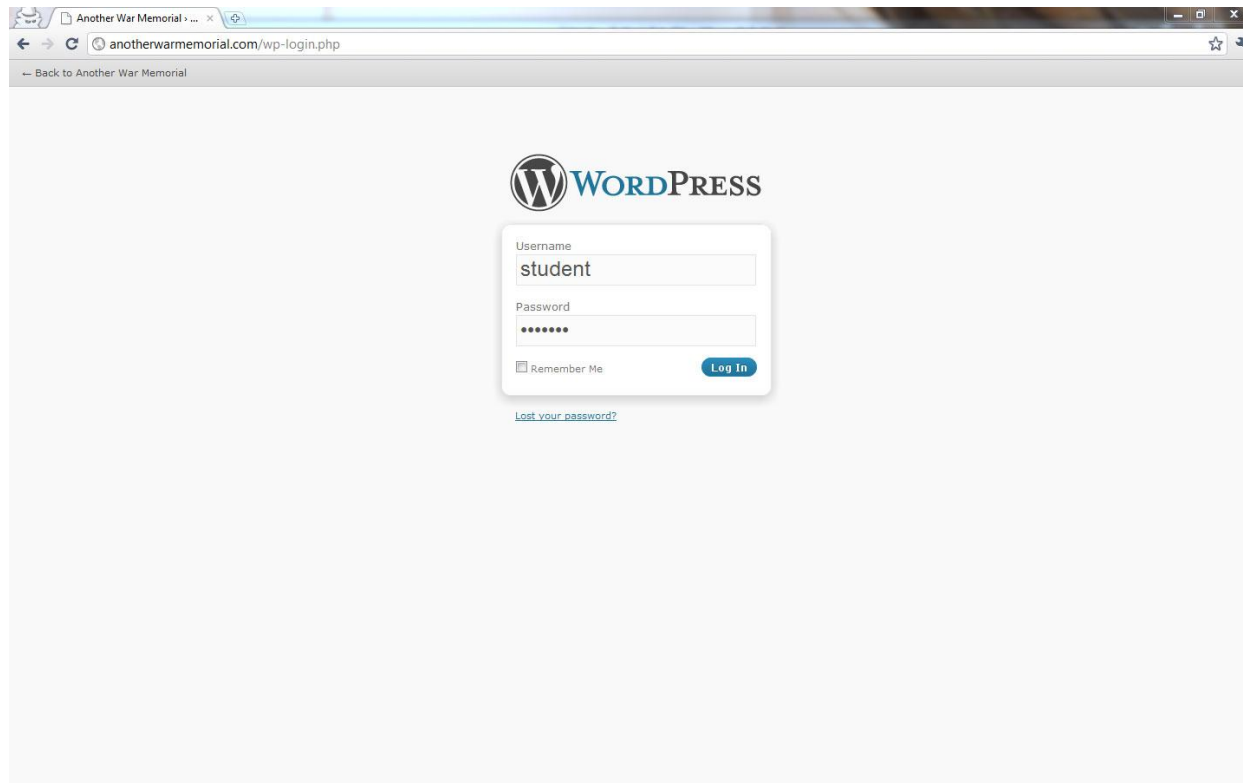 Another War Memorial › ...
anotherwarmemorial.com/wp-login.php
← Back to Another War Memorial
WORDPRESS
Username
student
Password
•••••••
Remember Me
Log In
Lost your password?